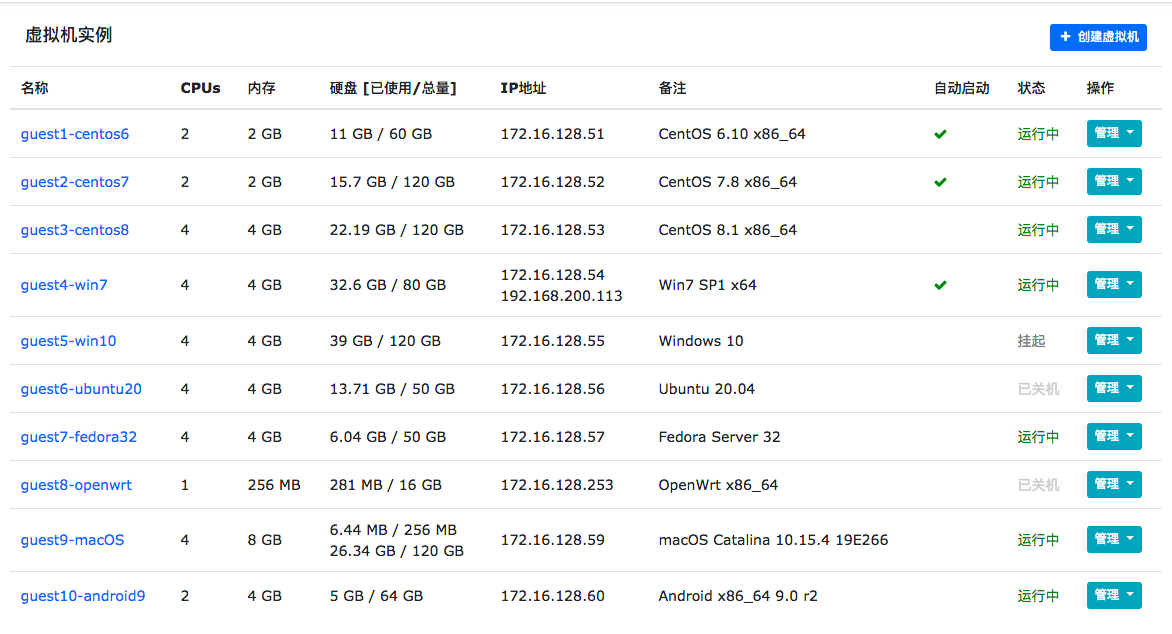 虚拟机实例
+ 创建虚拟机
名称 CPUs 内存 硬盘 [已使用/总量] IP地址 备注 自动启动 状态 操作
guest1-centos6 2 2 GB 11 GB / 60 GB 172.16.128.51 CentOS 6.10 x86_64 ✔ 运行中 管理
guest2-centos7 2 2 GB 15.7 GB / 120 GB 172.16.128.52 CentOS 7.8 x86_64 ✔ 运行中 管理
guest3-centos8 4 4 GB 22.19 GB / 120 GB 172.16.128.53 CentOS 8.1 x86_64 运行中 管理
guest4-win7 4 4 GB 32.6 GB / 80 GB 172.16.128.54 Win7 SP1 x64 ✔ 运行中 管理
192.168.200.113
guest5-win10 4 4 GB 39 GB / 120 GB 172.16.128.55 Windows 10 挂起 管理
guest6-ubuntu20 4 4 GB 13.71 GB / 50 GB 172.16.128.56 Ubuntu 20.04 已关机 管理
guest7-fedora32 4 4 GB 6.04 GB / 50 GB 172.16.128.57 Fedora Server 32 运行中 管理
guest8-openwrt 1 256 MB 281 MB / 16 GB 172.16.128.253 OpenWrt x86_64 已关机 管理
guest9-macOS 4 8 GB 6.44 MB / 256 MB 172.16.128.59 macOS Catalina 10.15.4 19E266 运行中 管理
26.34 GB / 120 GB
guest10-android9 2 4 GB 5 GB / 64 GB 172.16.128.60 Android x86_64 9.0 r2 运行中 管理